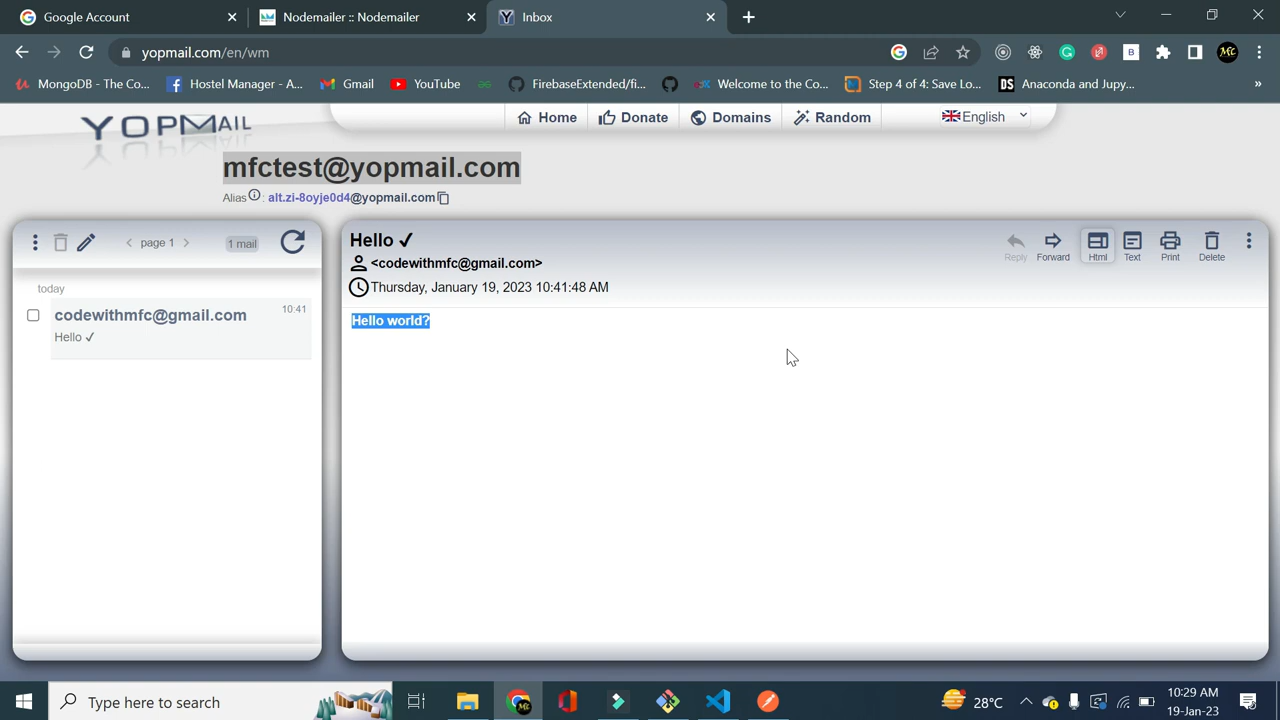 Google Account
Nodemailer :: Nodemailer
Inbox
yopmail.com/en/wm
MongoDB - The Co...
Hostel Manager - A...
Gmail
YouTube
FirebaseExtended/fi...
Welcome to the Co...
Step 4 of 4: Save Lo...
DS Anaconda and Jupy...
»
YOPMAIL
Home
Donate
Domains
Random
English
mfctest@yopmail.com
Alias : alt.zi-8oyje0d4@yopmail.com
page 1
1 mail
today
codewithmfc@gmail.com
10:41
Hello ✓
Hello ✓
<codewithmfc@gmail.com>
Thursday, January 19, 2023 10:41:48 AM
Reply
Forward
Html
Text
Print
Delete
Hello world?
Type here to search
28°C
10:29 AM
19-Jan-23